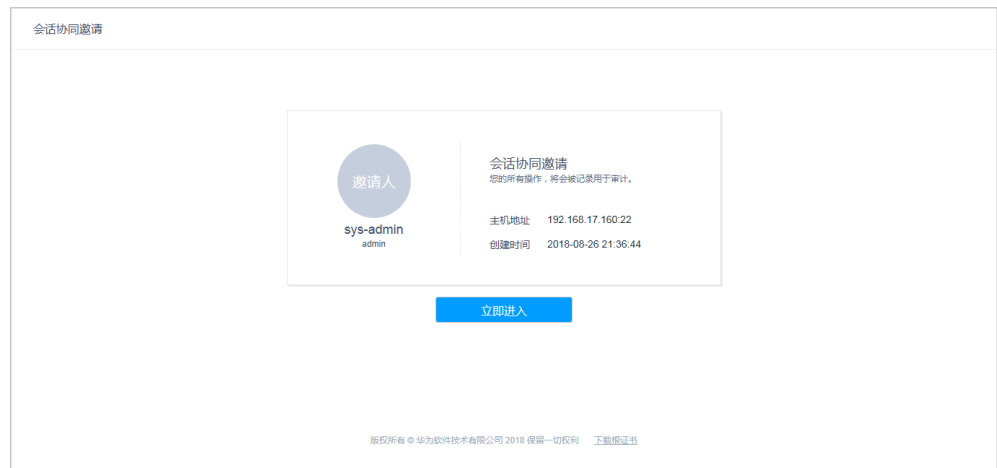 会话协同邀请
邀请人
sys-admin
admin
会话协同邀请
您的所有操作，将会被记录用于审计。
主机地址 192.168.17.160:22
创建时间 2018-08-26 21:36:44
立即进入
版权所有 © 华为软件技术有限公司 2018 保留一切权利 下载根证书